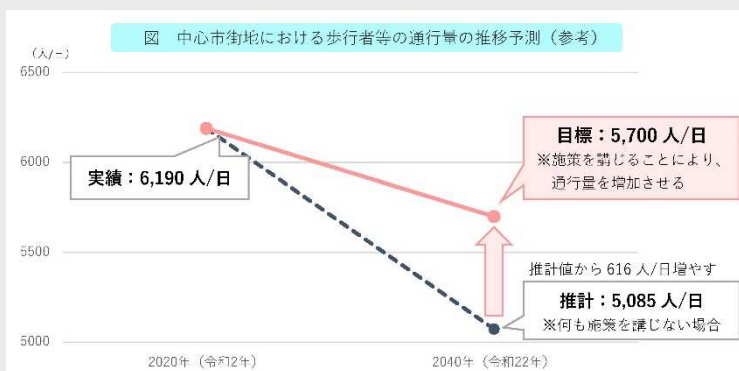 図　中心市街地における歩行者等の通行量の推移予測（参考）
（人/日）
6500
6000
5500
5000
実績：6,190 人/日
目標：5,700 人/日
※施策を講じることにより、
通行量を増加させる
推計値から 616 人/日増やす
推計：5,085 人/日
※何も施策を講じない場合
2020年（令和2年）
2040年（令和22年）